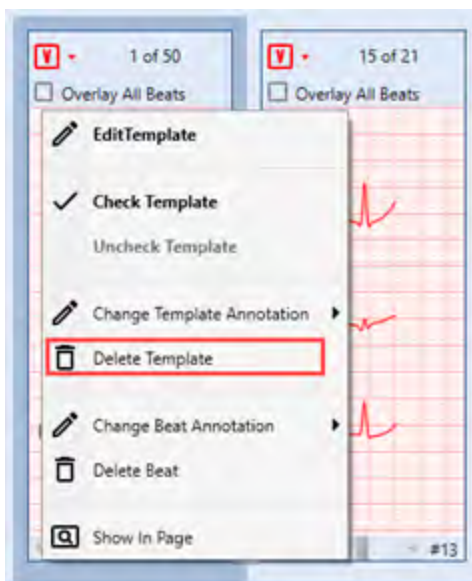 V 1 of 50
V 15 of 21
Overlay All Beats
Overlay All Beats
EditTemplate
Check Template
Uncheck Template
Change Template Annotation
Delete Template
Change Beat Annotation
Delete Beat
Show In Page
#13